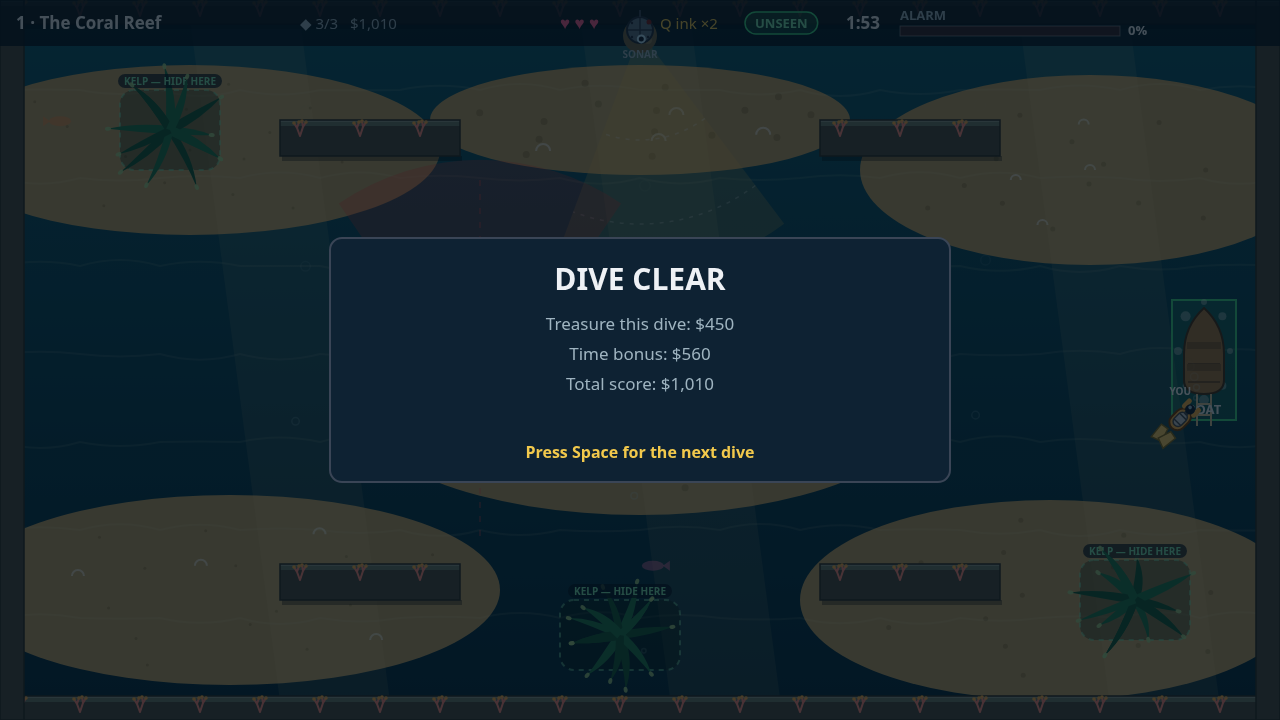 1 · The Coral Reef
◆ 3/3 $1,010
♥ ♥ ♥
Q ink ×2
UNSEEN
1:53
ALARM
0%
SONAR
KELP — HIDE HERE
DIVE CLEAR
Treasure this dive: $450
Time bonus: $560
Total score: $1,010
Press Space for the next dive
YOU
KELP — HIDE HERE
KELP — HIDE HERE